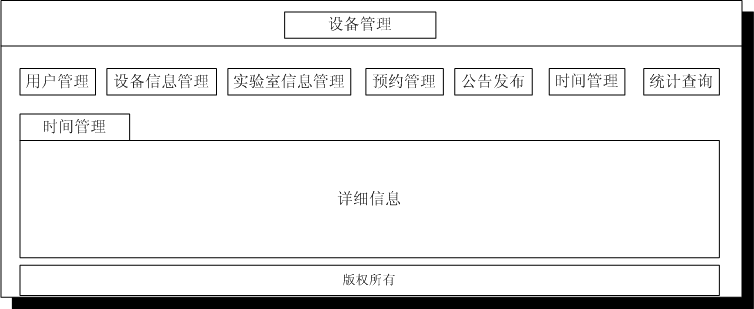 设备管理
用户管理 设备信息管理 实验室信息管理 预约管理 公告发布 时间管理 统计查询
时间管理
详细信息
版权所有